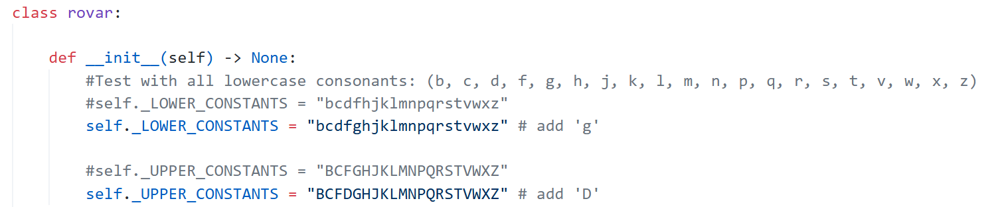 class rovar:
def __init__(self) -> None:
#Test with all lowercase consonants: (b, c, d, f, g, h, j, k, l, m, n, p, q, r, s, t, v, w, x, z)
#self._LOWER_CONSTANTS = "bcdfhjklmnpqrstvwxz"
self._LOWER_CONSTANTS = "bcdfghjklmnpqrstvwxz" # add 'g'
#self._UPPER_CONSTANTS = "BCFGHJKLMNPQRSTVWXZ"
self._UPPER_CONSTANTS = "BCFDGHJKLMNPQRSTVWXZ" # add 'D'